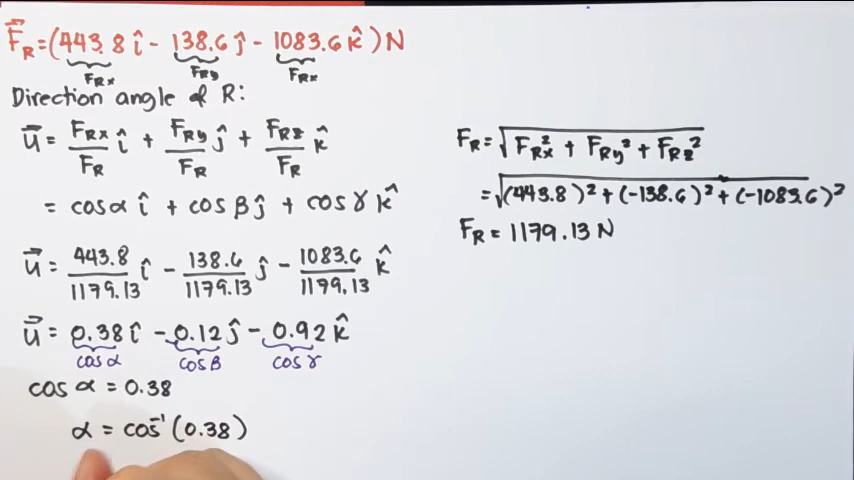 F⃗_R = (443.8 î - 138.6 ĵ - 1083.6 k̂) N
F_Rx F_Ry F_Rx
Direction angle of R:
u⃗ = F_Rx/F_R î + F_Ry/F_R ĵ + F_Rz/F_R k̂
= cos α î + cos β ĵ + cos γ k̂
u⃗ = 443.8/1179.13 î - 138.6/1179.13 ĵ - 1083.6/1179.13 k̂
u⃗ = 0.38 î - 0.12 ĵ - 0.92 k̂
cos α cos β cos γ
cos α = 0.38
α = cos⁻¹ (0.38)
F_R = √(F_Rx² + F_Ry² + F_Rz²)
= √((443.8)² + (-138.6)² + (-1083.6)²)
F_R = 1179.13 N